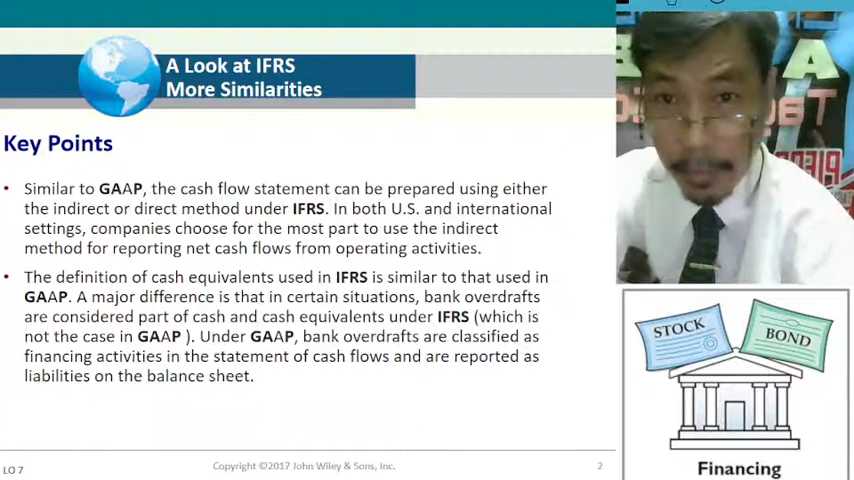 A Look at IFRS
More Similarities
Key Points
• Similar to GAAP, the cash flow statement can be prepared using either
the indirect or direct method under IFRS. In both U.S. and international
settings, companies choose for the most part to use the indirect
method for reporting net cash flows from operating activities.
• The definition of cash equivalents used in IFRS is similar to that used in
GAAP. A major difference is that in certain situations, bank overdrafts
are considered part of cash and cash equivalents under IFRS (which is
not the case in GAAP ). Under GAAP, bank overdrafts are classified as
financing activities in the statement of cash flows and are reported as
liabilities on the balance sheet.
LO 7
Copyright ©2017 John Wiley & Sons, Inc.
2
STOCK
BOND
Financing